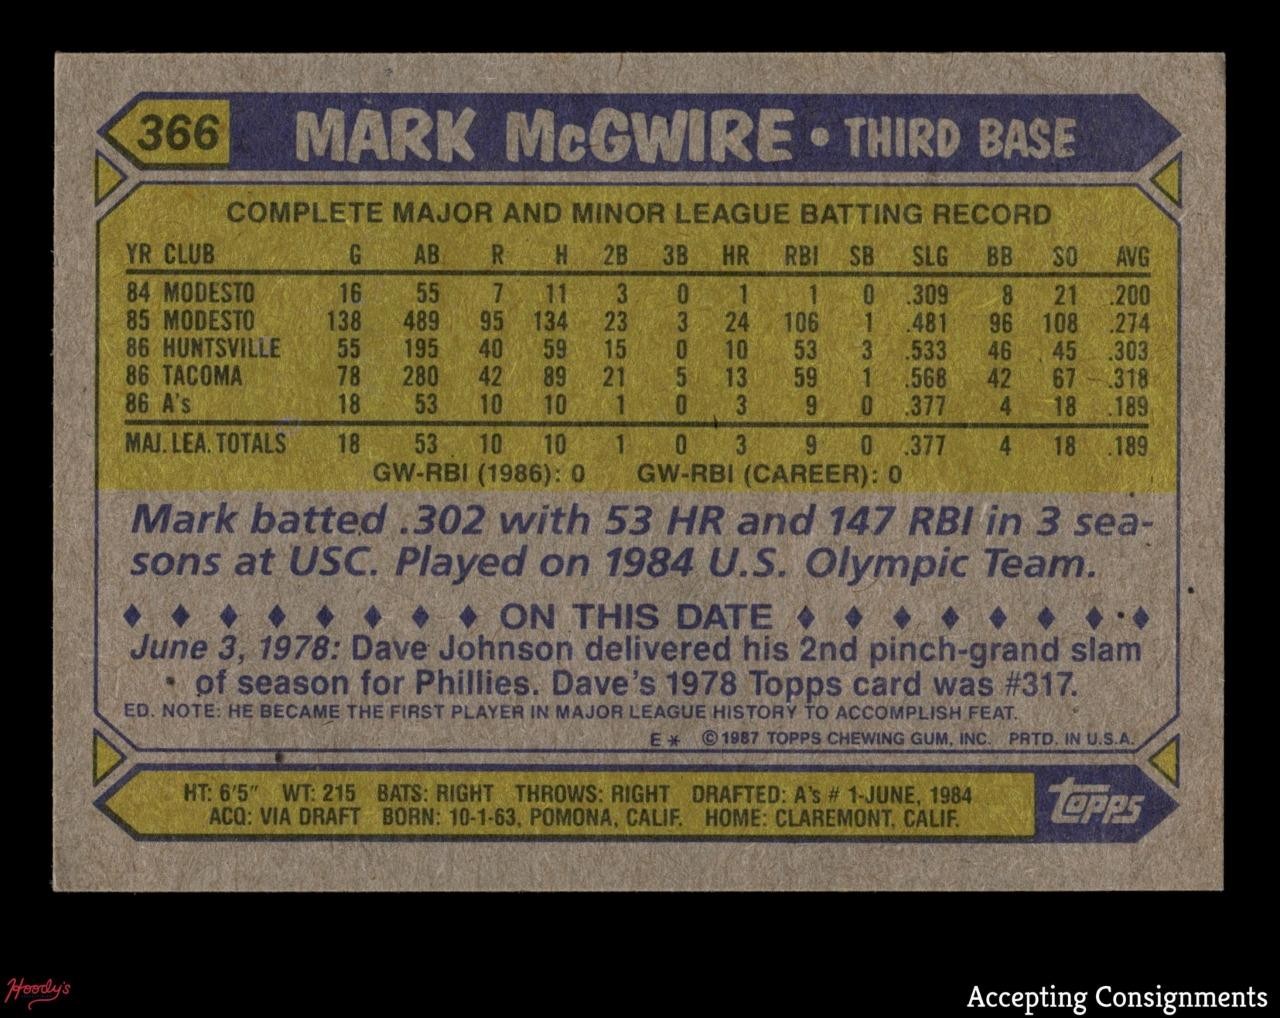 366 MARK McGWIRE • THIRD BASE
COMPLETE MAJOR AND MINOR LEAGUE BATTING RECORD
YR CLUB G AB R H 2B 3B HR RBI SB SLG BB SO AVG
84 MODESTO 16 55 7 11 3 0 1 1 0 .309 8 21 .200
85 MODESTO 138 489 95 134 23 3 24 106 1 .481 96 108 .274
86 HUNTSVILLE 55 195 40 59 15 0 10 53 3 .533 46 45 .303
86 TACOMA 78 280 42 89 21 5 13 59 1 .568 42 67 .318
86 A's 18 53 10 10 1 0 3 9 0 .377 4 18 .189
MAJ. LEA. TOTALS 18 53 10 10 1 0 3 9 0 .377 4 18 .189
GW-RBI (1986): 0 GW-RBI (CAREER): 0
Mark batted .302 with 53 HR and 147 RBI in 3 sea-
sons at USC. Played on 1984 U.S. Olympic Team.
ON THIS DATE
June 3, 1978: Dave Johnson delivered his 2nd pinch-grand slam
of season for Phillies. Dave's 1978 Topps card was #317.
ED. NOTE: HE BECAME THE FIRST PLAYER IN MAJOR LEAGUE HISTORY TO ACCOMPLISH FEAT.
E* ©1987 TOPPS CHEWING GUM, INC. PRTD. IN U.S.A.
HT: 6'5" WT: 215 BATS: RIGHT THROWS: RIGHT DRAFTED: A's # 1-JUNE, 1984
ACQ: VIA DRAFT BORN: 10-1-63, POMONA, CALIF. HOME: CLAREMONT, CALIF.
topps
Hoody's
Accepting Consignments